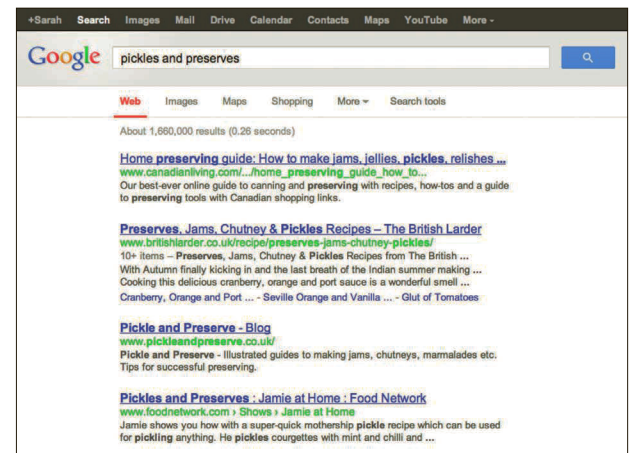 +Sarah Search Images Mail Drive Calendar Contacts Maps YouTube More -
Google pickles and preserves
Web Images Maps Shopping More Search tools
About 1,660,000 results (0.26 seconds)
Home preserving guide: How to make jams, jellies, pickles, relishes ...
www.canadianliving.com/.../home_preserving_guide_how_to...
Our best-ever online guide to canning and preserving with recipes, how-tos and a guide
to preserving tools with Canadian shopping links.
Preserves, Jams, Chutney & Pickles Recipes – The British Larder
www.britishlarder.co.uk/recipe/preserves-jams-chutney-pickles/
10+ items – Preserves, Jams, Chutney & Pickles Recipes from The British ...
With Autumn finally kicking in and the last breath of the Indian summer making ...
Cooking this delicious cranberry, orange and port sauce is a wonderful smell ...
Cranberry, Orange and Port ... - Seville Orange and Vanilla ... - Glut of Tomatoes
Pickle and Preserve - Blog
www.pickleandpreserve.co.uk/
Pickle and Preserve - Illustrated guides to making jams, chutneys, marmalades etc.
Tips for successful preserving.
Pickles and Preserves : Jamie at Home : Food Network
www.foodnetwork.com › Shows › Jamie at Home
Jamie shows you how with a super-quick mothership pickle recipe which can be used
for pickling anything. He pickles courgettes with mint and chilli and ...